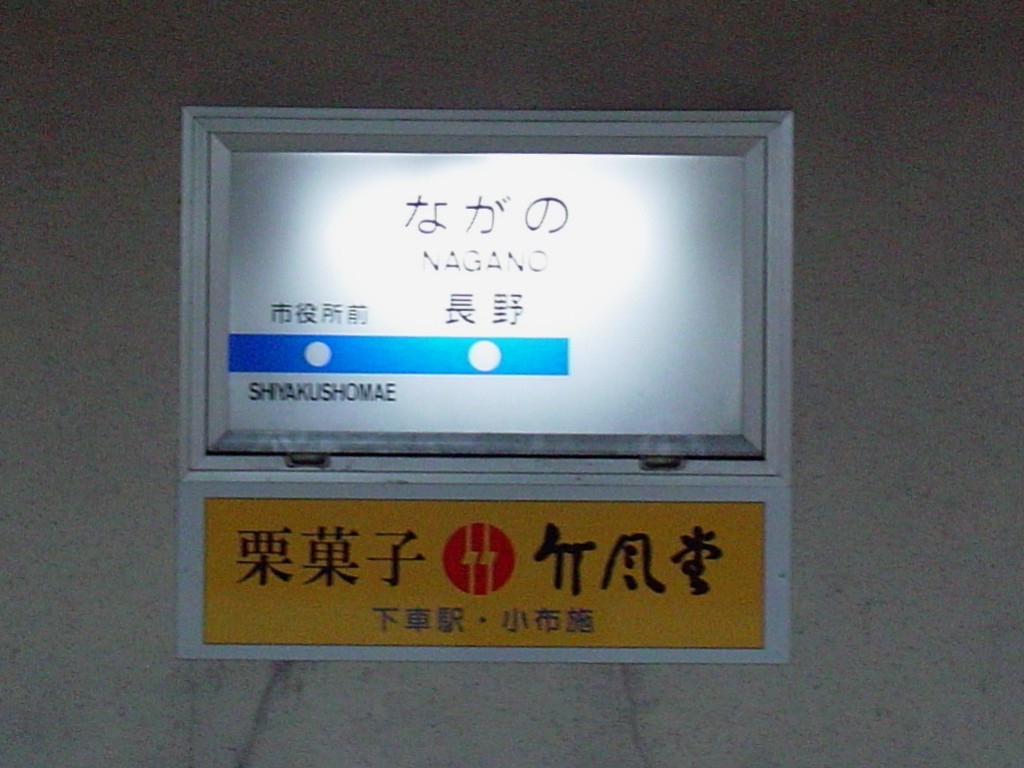 ながの
NAGANO
市役所前 長野
SHIYAKUSHOMAE
栗菓子 竹風堂
下車駅・小布施